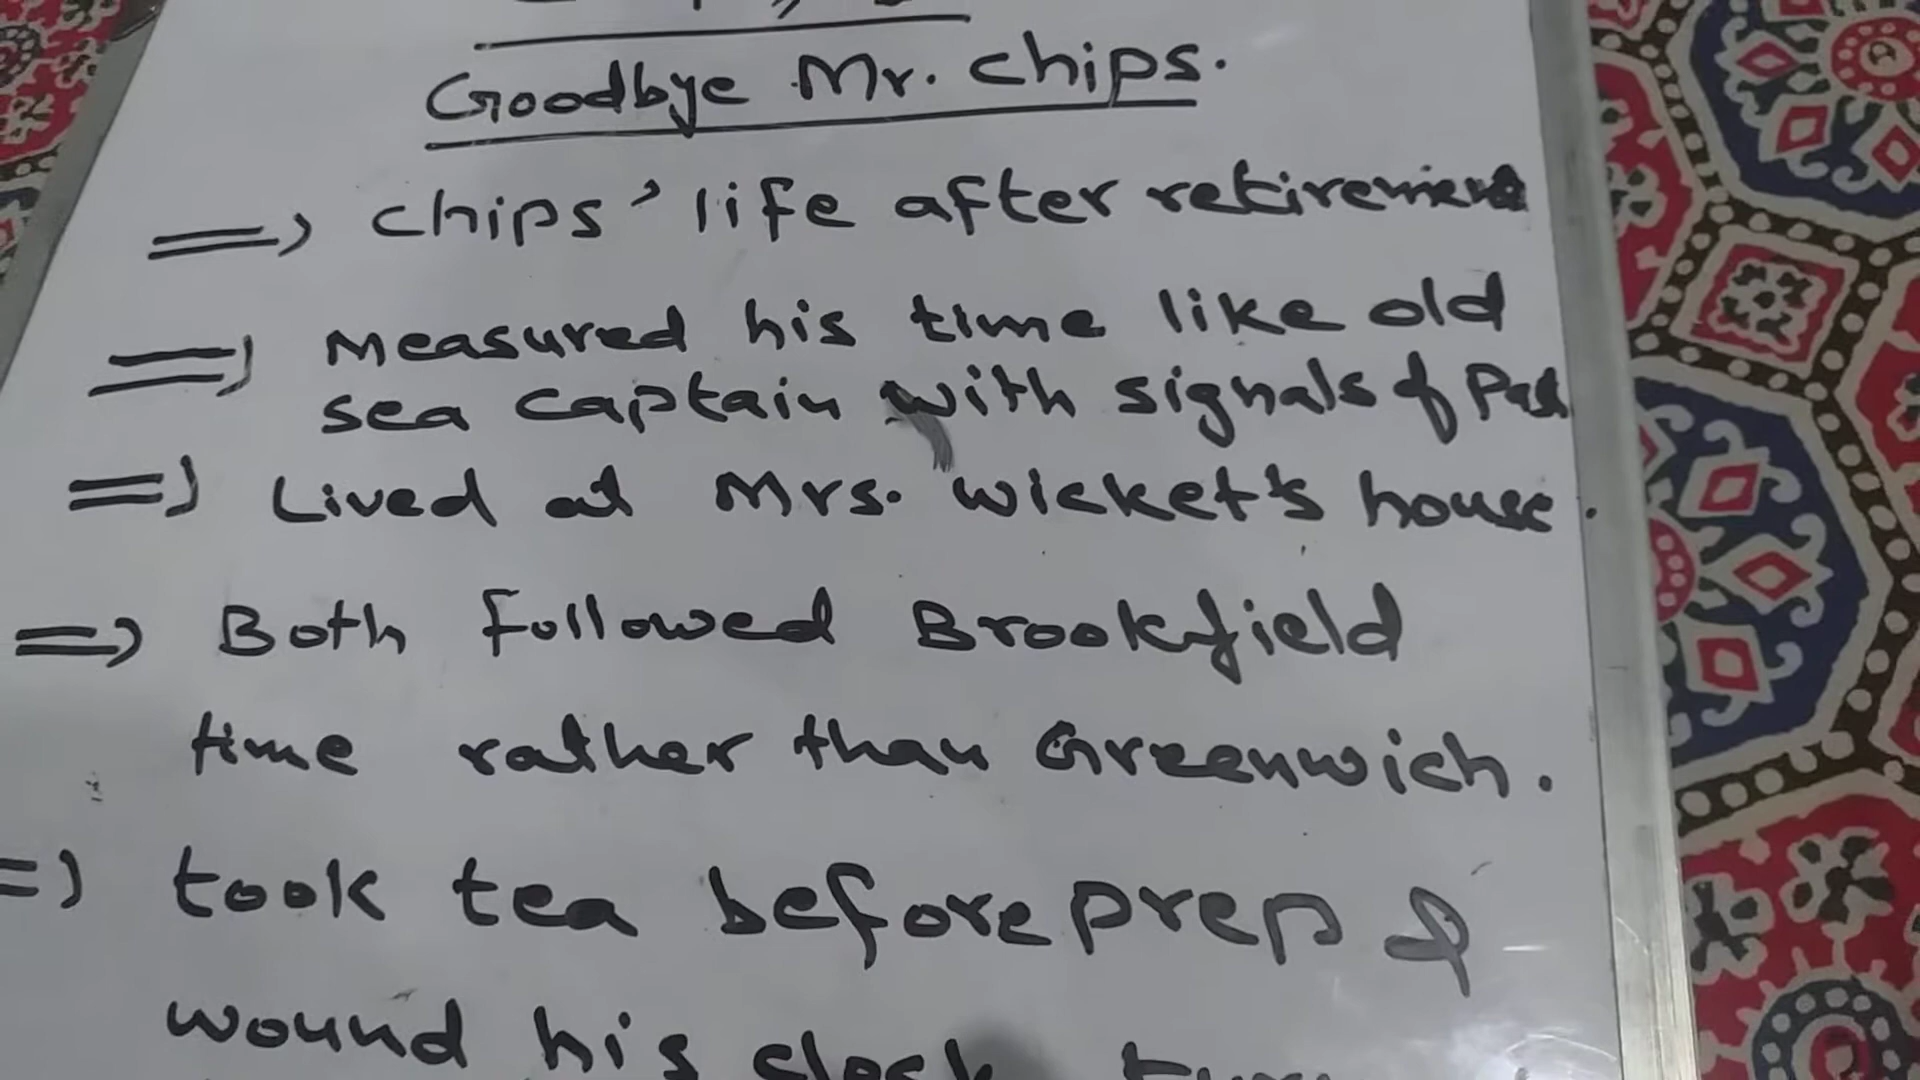 Goodbye Mr. Chips.
=> Chips' life after retirement
=> Measured his time like old
sea captain with signals of Past
=> Lived at Mrs. Wicket's house.
=> Both followed Brookfield
time rather than Greenwich.
=> took tea before prep &
wound his clock